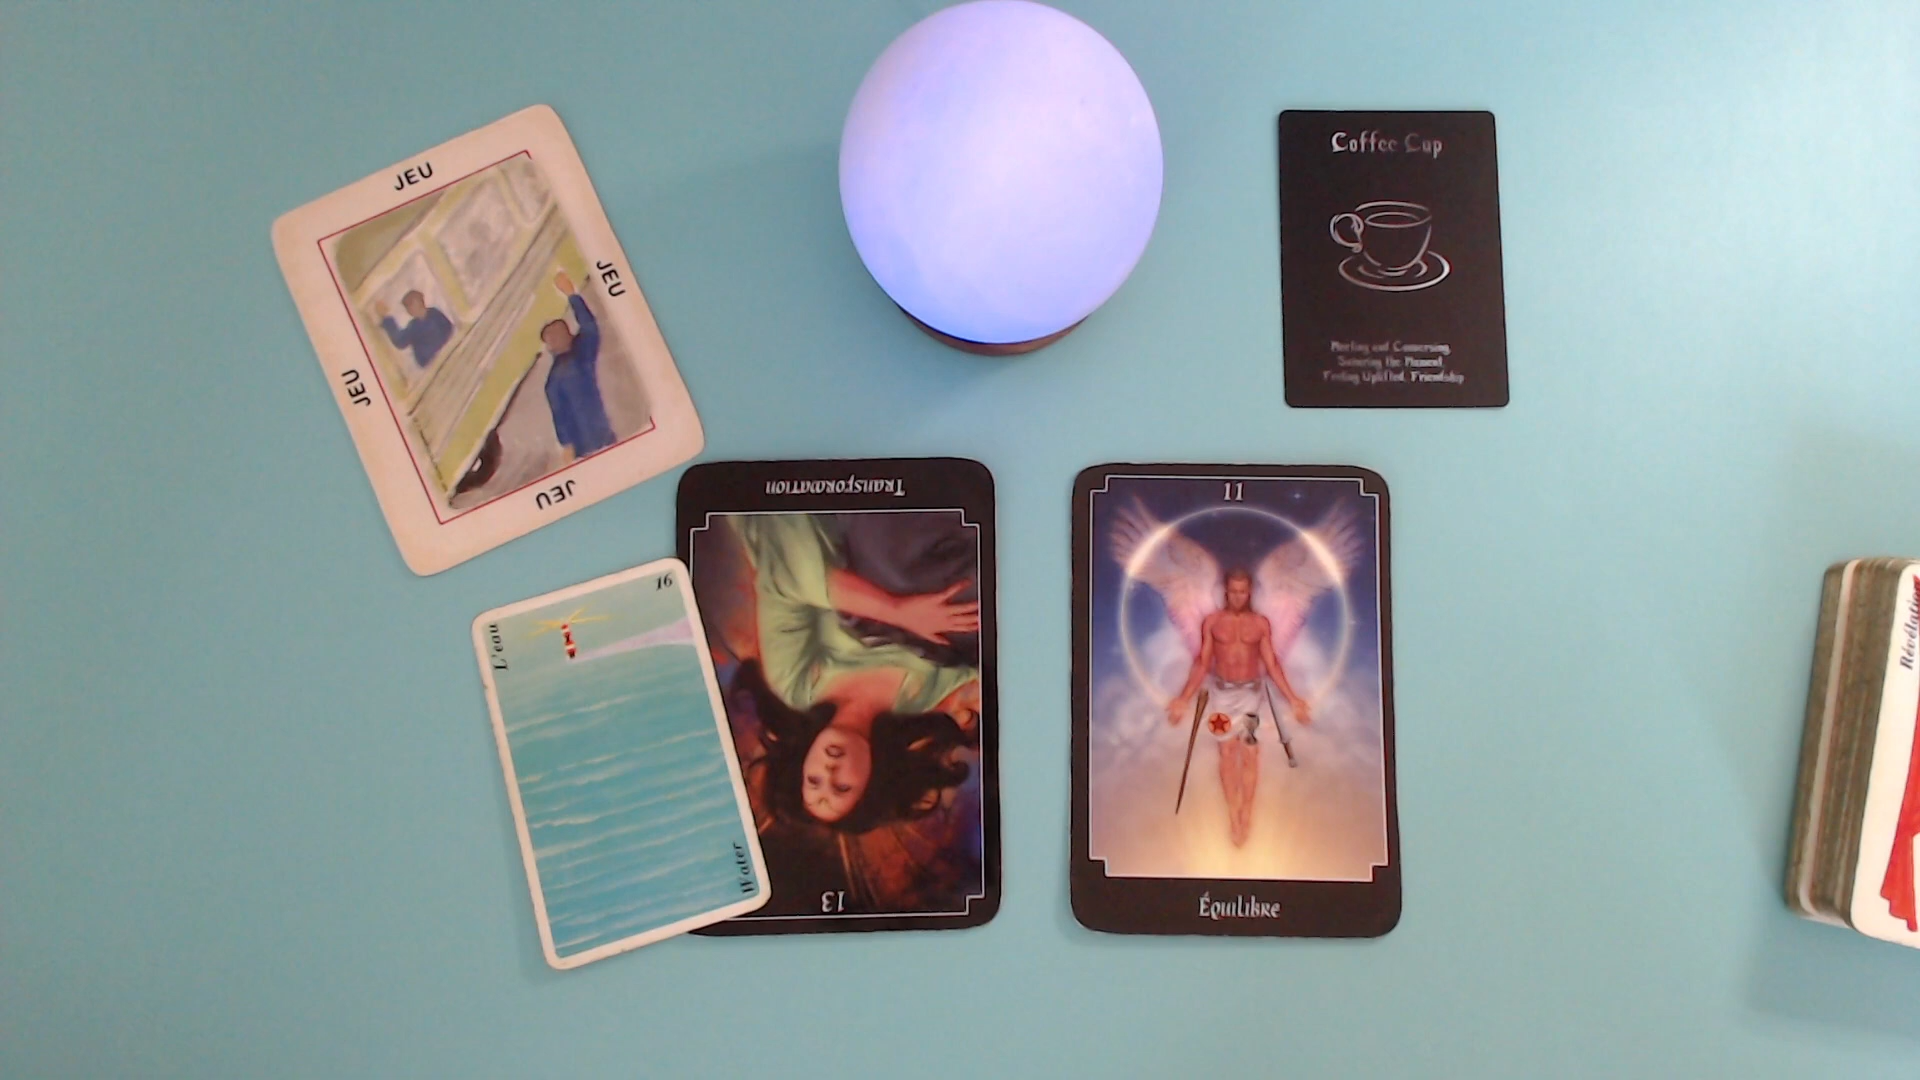 JEU
JEU
JEU
JEU
Coffee Cup
Meeting and Conversing,
Savoring the Moment,
Feeling Uplifted, Friendship
Transformation
13
11
Équilibre
16
L'eau
Water
Révélation